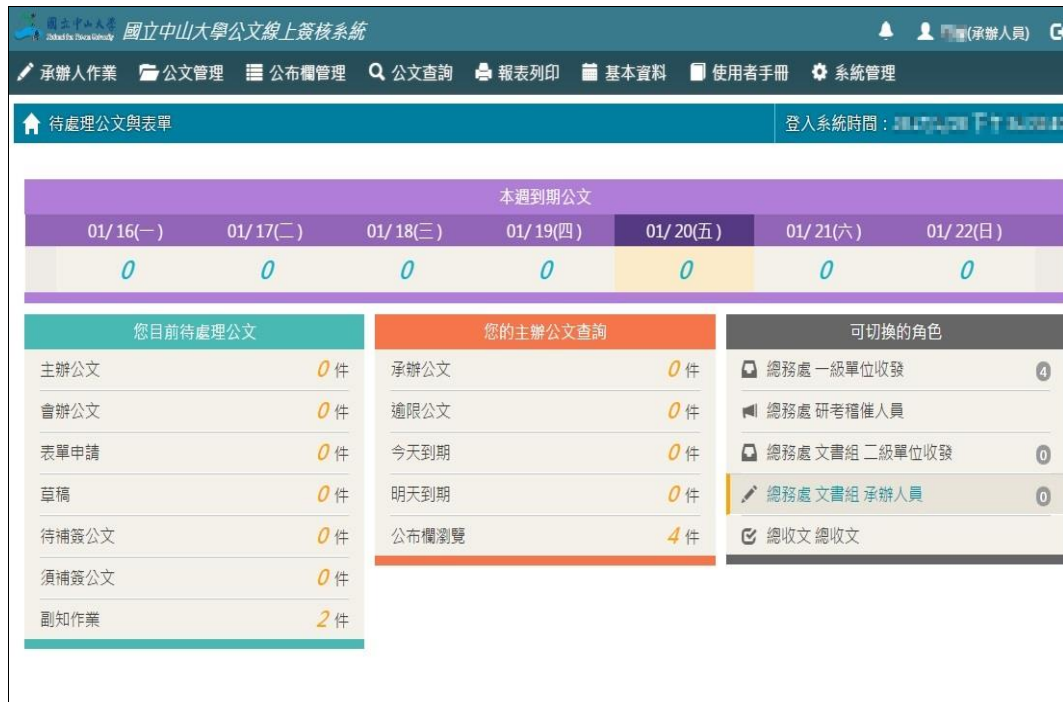 國立中山大學公文線上簽核系統
(承辦人員)
承辦人作業 公文管理 公布欄管理 公文查詢 報表列印 基本資料 使用者手冊 系統管理
待處理公文與表單
登入系統時間：
本週到期公文
01/16(一) 01/17(二) 01/18(三) 01/19(四) 01/20(五) 01/21(六) 01/22(日)
0 0 0 0 0 0 0
您目前待處理公文
主辦公文 0 件
會辦公文 0 件
表單申請 0 件
草稿 0 件
待補簽公文 0 件
須補簽公文 0 件
副知作業 2 件
您的主辦公文查詢
承辦公文 0 件
逾限公文 0 件
今天到期 0 件
明天到期 0 件
公布欄瀏覽 4 件
可切換的角色
總務處 一級單位收發 4
總務處 研考稽催人員
總務處 文書組 二級單位收發 0
總務處 文書組 承辦人員 0
總收文 總收文